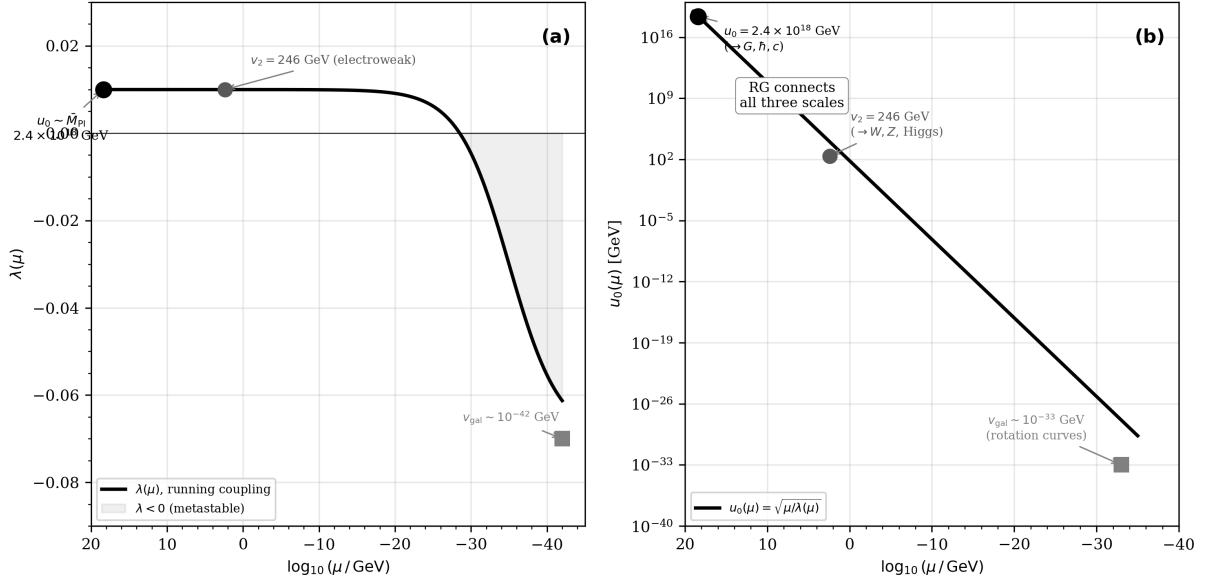 (a)
v₂ = 246 GeV (electroweak)
u₀ ~ M̄_Pl
2.4 × 10¹⁸ GeV
v_gal ~ 10⁻⁴² GeV
0.02
0.00
−0.02
−0.04
−0.06
−0.08
λ(μ)
λ(μ), running coupling
λ < 0 (metastable)
20 10 0 −10 −20 −30 −40
log₁₀ (μ / GeV)
(b)
u₀ = 2.4 × 10¹⁸ GeV
(→ G, ℏ, c)
RG connects
all three scales
v₂ = 246 GeV
(→ W, Z, Higgs)
v_gal ~ 10⁻³³ GeV
(rotation curves)
10¹⁶
10⁹
10²
10⁻⁵
10⁻¹²
10⁻¹⁹
10⁻²⁶
10⁻³³
10⁻⁴⁰
u₀(μ) [GeV]
u₀(μ) = √μ/λ(μ)
20 10 0 −10 −20 −30 −40
log₁₀ (μ / GeV)